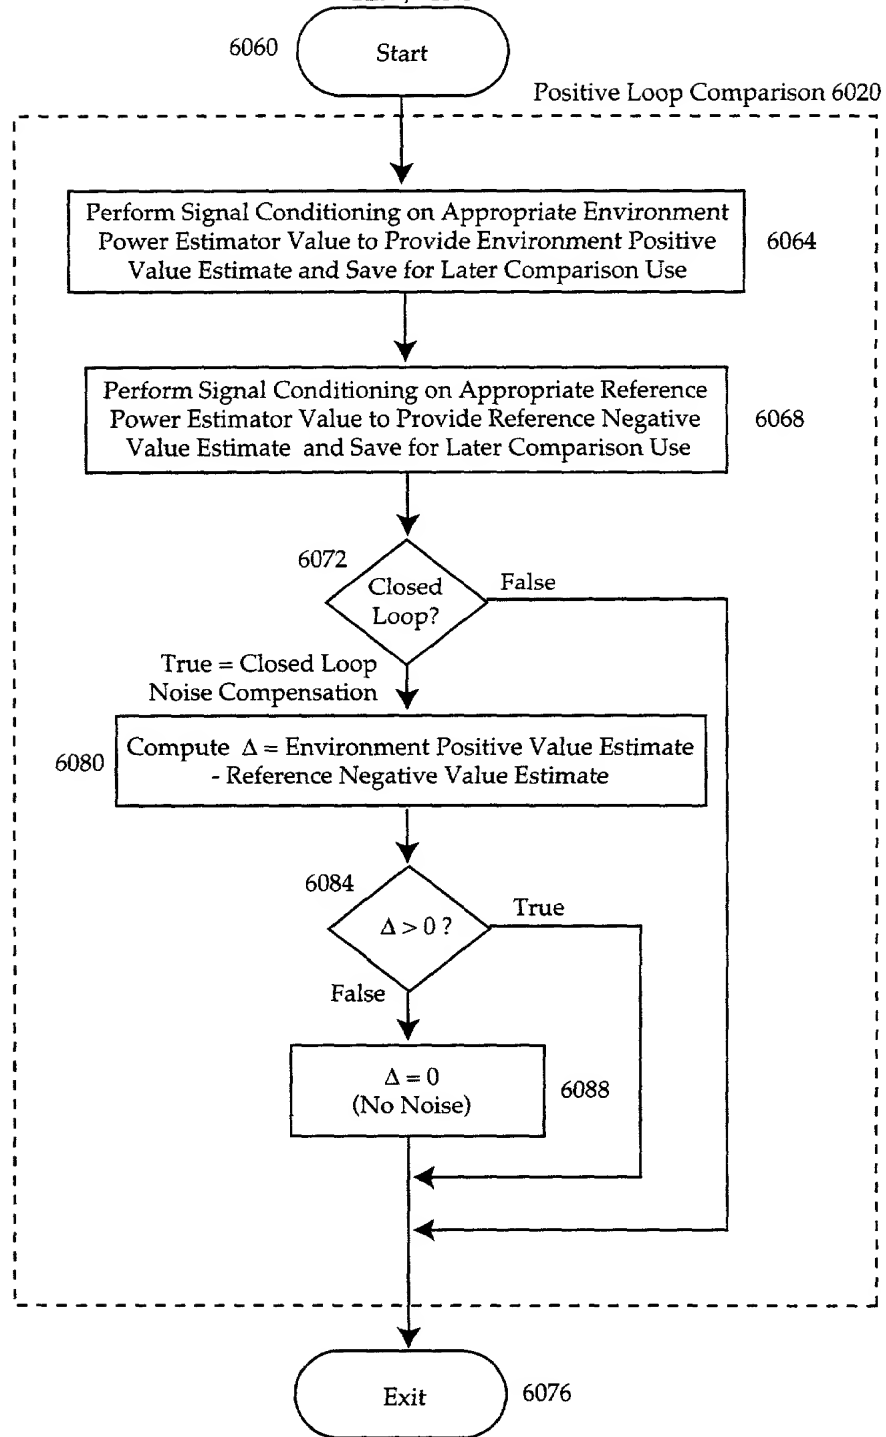 6060
Start
Positive Loop Comparison 6020
Perform Signal Conditioning on Appropriate Environment
Power Estimator Value to Provide Environment Positive
Value Estimate and Save for Later Comparison Use
6064
Perform Signal Conditioning on Appropriate Reference
Power Estimator Value to Provide Reference Negative
Value Estimate and Save for Later Comparison Use
6068
6072
Closed
Loop?
False
True = Closed Loop
Noise Compensation
6080
Compute Δ = Environment Positive Value Estimate
- Reference Negative Value Estimate
6084
Δ > 0 ?
True
False
Δ = 0
(No Noise)
6088
Exit
6076